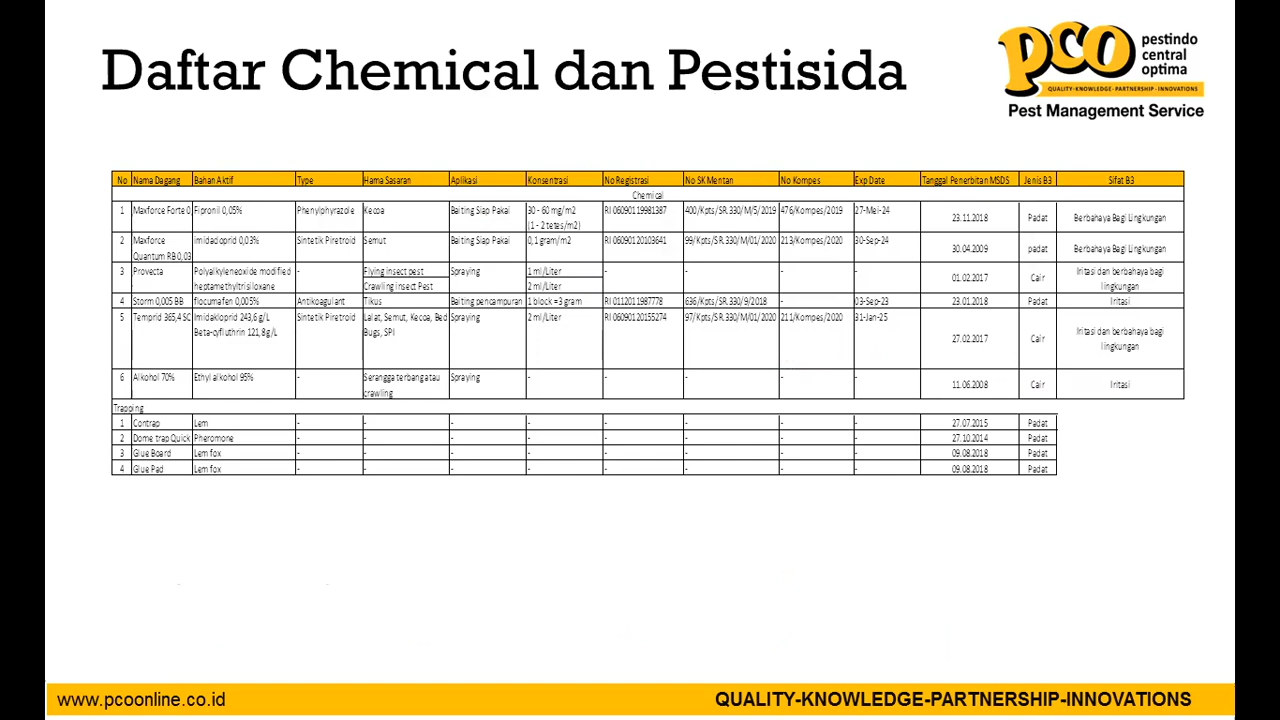 Daftar Chemical dan Pestisida
PCO
pestindo
central
optima
QUALITY-KNOWLEDGE-PARTNERSHIP-INNOVATIONS
Pest Management Service
No Nama Dagang Bahan Aktif Type Hama Sasaran Aplikasi Konsentrasi No Registrasi No SK Mentan No Kompes Exp Date Tanggal Penerbitan MSDS Jenis B3 Sifat B3
Chemical
1 Maxforce Forte 0, Fipronil 0,05% Phenylphyrazole Kecoa Baiting Siap Pakai 30 - 60 mg/m2 RI 06090119981387 400/Kpts/SR.330/M/5/2019 476/Kompes/2019 27-Mei-24 23.11.2018 Padat Berbahaya Bagi Lingkungan
(1 - 2 tetes/m2)
2 Maxforce imidacloprid 0,03% Sintetik Piretroid Semut Baiting Siap Pakai 0,1 gram/m2 RI 06090120103641 99/Kpts/SR.330/M/01/2020 213/Kompes/2020 30-Sep-24 30.04.2009 padat Berbahaya Bagi Lingkungan
Quantum RB 0,03
3 Provecta Polyalkyleneoxide modified - Flying insect pest Spraying 1 ml/Liter - - - - 01.02.2017 Cair Iritasi dan berbahaya bagi
heptamethyltrisiloxane Crawling Insect Pest 2 ml/Liter lingkungan
4 Storm 0,005 BB flocumafen 0,005% Antikoagulant Tikus Baiting pencampuran 1 block =3 gram RI 0112011987778 636/Kpts/SR.330/9/2018 - 03-Sep-23 23.01.2018 Padat Iritasi
5 Temprid 365,4 SC Imidakloprid 243,6 g/L Sintetik Piretroid Lalat, Semut, Kecoa, Bed Spraying 2 ml/Liter RI 06090120155274 97/Kpts/SR.330/M/01/2020 211/Kompes/2020 31-Jan-25 27.02.2017 Cair Iritasi dan berbahaya bagi
Beta-cyfluthrin 121,8g/L Bugs, SPI lingkungan
6 Alkohol 70% Ethyl alkohol 95% - Serangga terbang atau Spraying - - - - - 11.06.2008 Cair Iritasi
crawling
Trapping
1 Contrap Lem - - - - - - - - 27.07.2015 Padat
2 Dome trap Quick Pheromone - - - - - - - - 27.10.2014 Padat
3 Glue Board Lem fox - - - - - - - - 09.08.2018 Padat
4 Glue Pad Lem fox - - - - - - - - 09.08.2018 Padat
www.pcoonline.co.id
QUALITY-KNOWLEDGE-PARTNERSHIP-INNOVATIONS